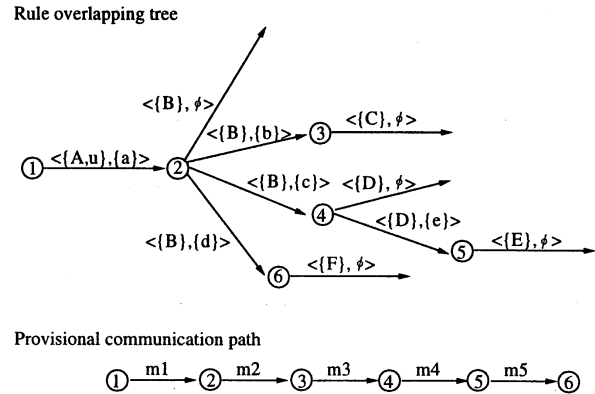 Rule overlapping tree
<{B}, ϕ>
<{B},{b}>
3
<{C}, ϕ>
1
<{A,u},{a}>
2
<{B},{c}>
<{D}, ϕ>
4
<{D},{e}>
<{B},{d}>
5
<{E}, ϕ>
6
<{F}, ϕ>
Provisional communication path
1 m1 2 m2 3 m3 4 m4 5 m5 6